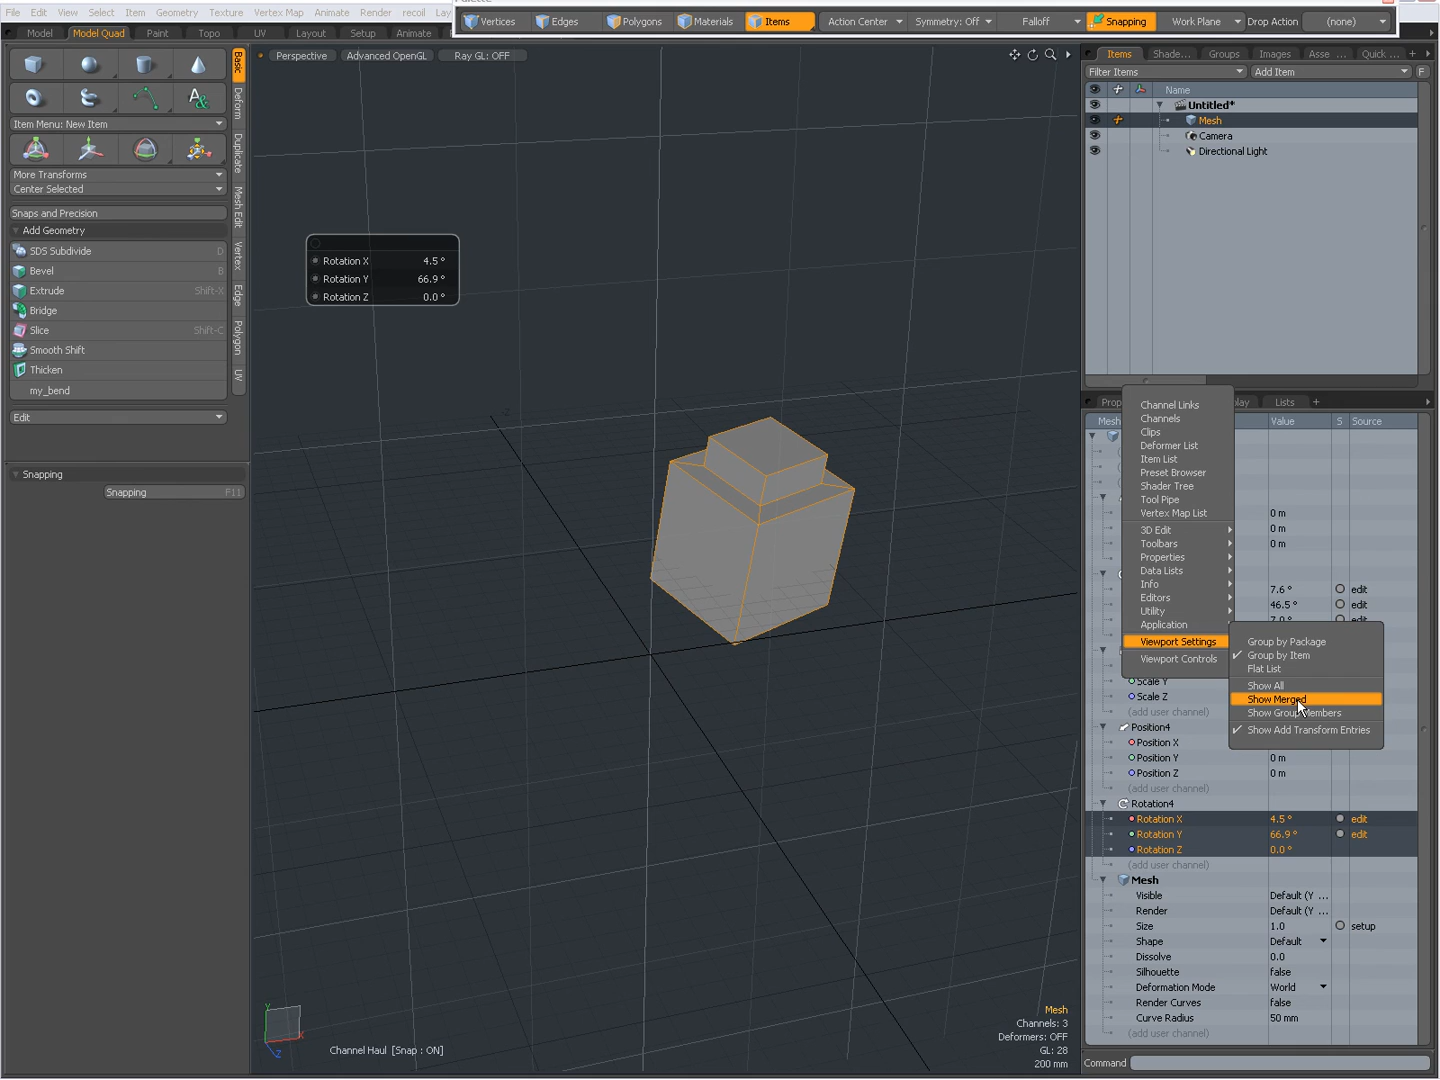 File Edit View Select Item Geometry Texture Vertex Map Animate Render recoil
Vertices Edges Polygons Materials Items Action Center Symmetry: Off Falloff Snapping Work Plane Drop Action (none)
Model Model Quad Paint Topo UV Layout Setup Animate
Basic
Deform
Duplicate
Mesh Edit
Vertex
Edge
Polygon
UV
Item Menu: New Item
More Transforms
Center Selected
Snaps and Precision
Add Geometry
SDS Subdivide D
Bevel B
Extrude Shift-X
Bridge
Slice Shift-C
Smooth Shift
Thicken
my_bend
Edit
Snapping
Snapping F11
Perspective Advanced OpenGL Ray GL: OFF
Rotation X 4.5 °
Rotation Y 66.9 °
Rotation Z 0.0 °
Y
X
Z
Channel Haul [Snap : ON]
Mesh
Channels: 3
Deformers: OFF
GL: 28
200 mm
Items Shade... Groups Images Asse ... Quick ... +
Filter Items Add Item F
Name
Untitled*
Mesh
Camera
Directional Light
Lists +
Mesh Value S Source
Channel Links
Channels
Clips
Deformer List
Item List
Preset Browser
Shader Tree
Tool Pipe
Vertex Map List
3D Edit
Toolbars
Properties
Data Lists
Info
Editors
Utility
Application
Viewport Settings
Viewport Controls
Group by Package
Group by Item
Flat List
Show All
Show Merged
Show Group Members
Show Add Transform Entries
0 m
0 m
0 m
7.6 ° edit
46.5 ° edit
7.0 ° edit
Scale Y
Scale Z
(add user channel)
Position4
Position X
Position Y 0 m
Position Z 0 m
(add user channel)
Rotation4
Rotation X 4.5 ° edit
Rotation Y 66.9 ° edit
Rotation Z 0.0 °
(add user channel)
Mesh
Visible Default (Y ...
Render Default (Y ...
Size 1.0 setup
Shape Default
Dissolve 0.0
Silhouette false
Deformation Mode World
Render Curves false
Curve Radius 50 mm
(add user channel)
Command